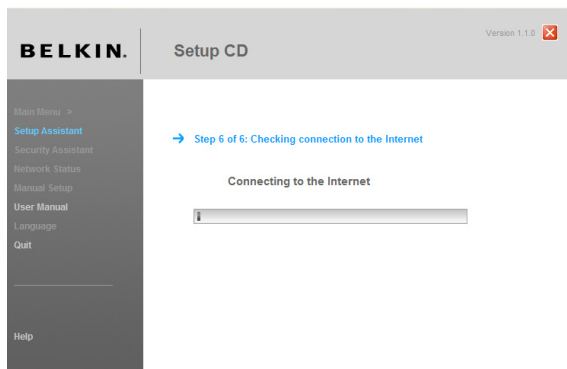 Version 1.1.0
BELKIN.
Setup CD
Main Menu >
Setup Assistant
Security Assistant
Network Status
Manual Setup
User Manual
Language
Quit
Help
Step 6 of 6: Checking connection to the Internet
Connecting to the Internet